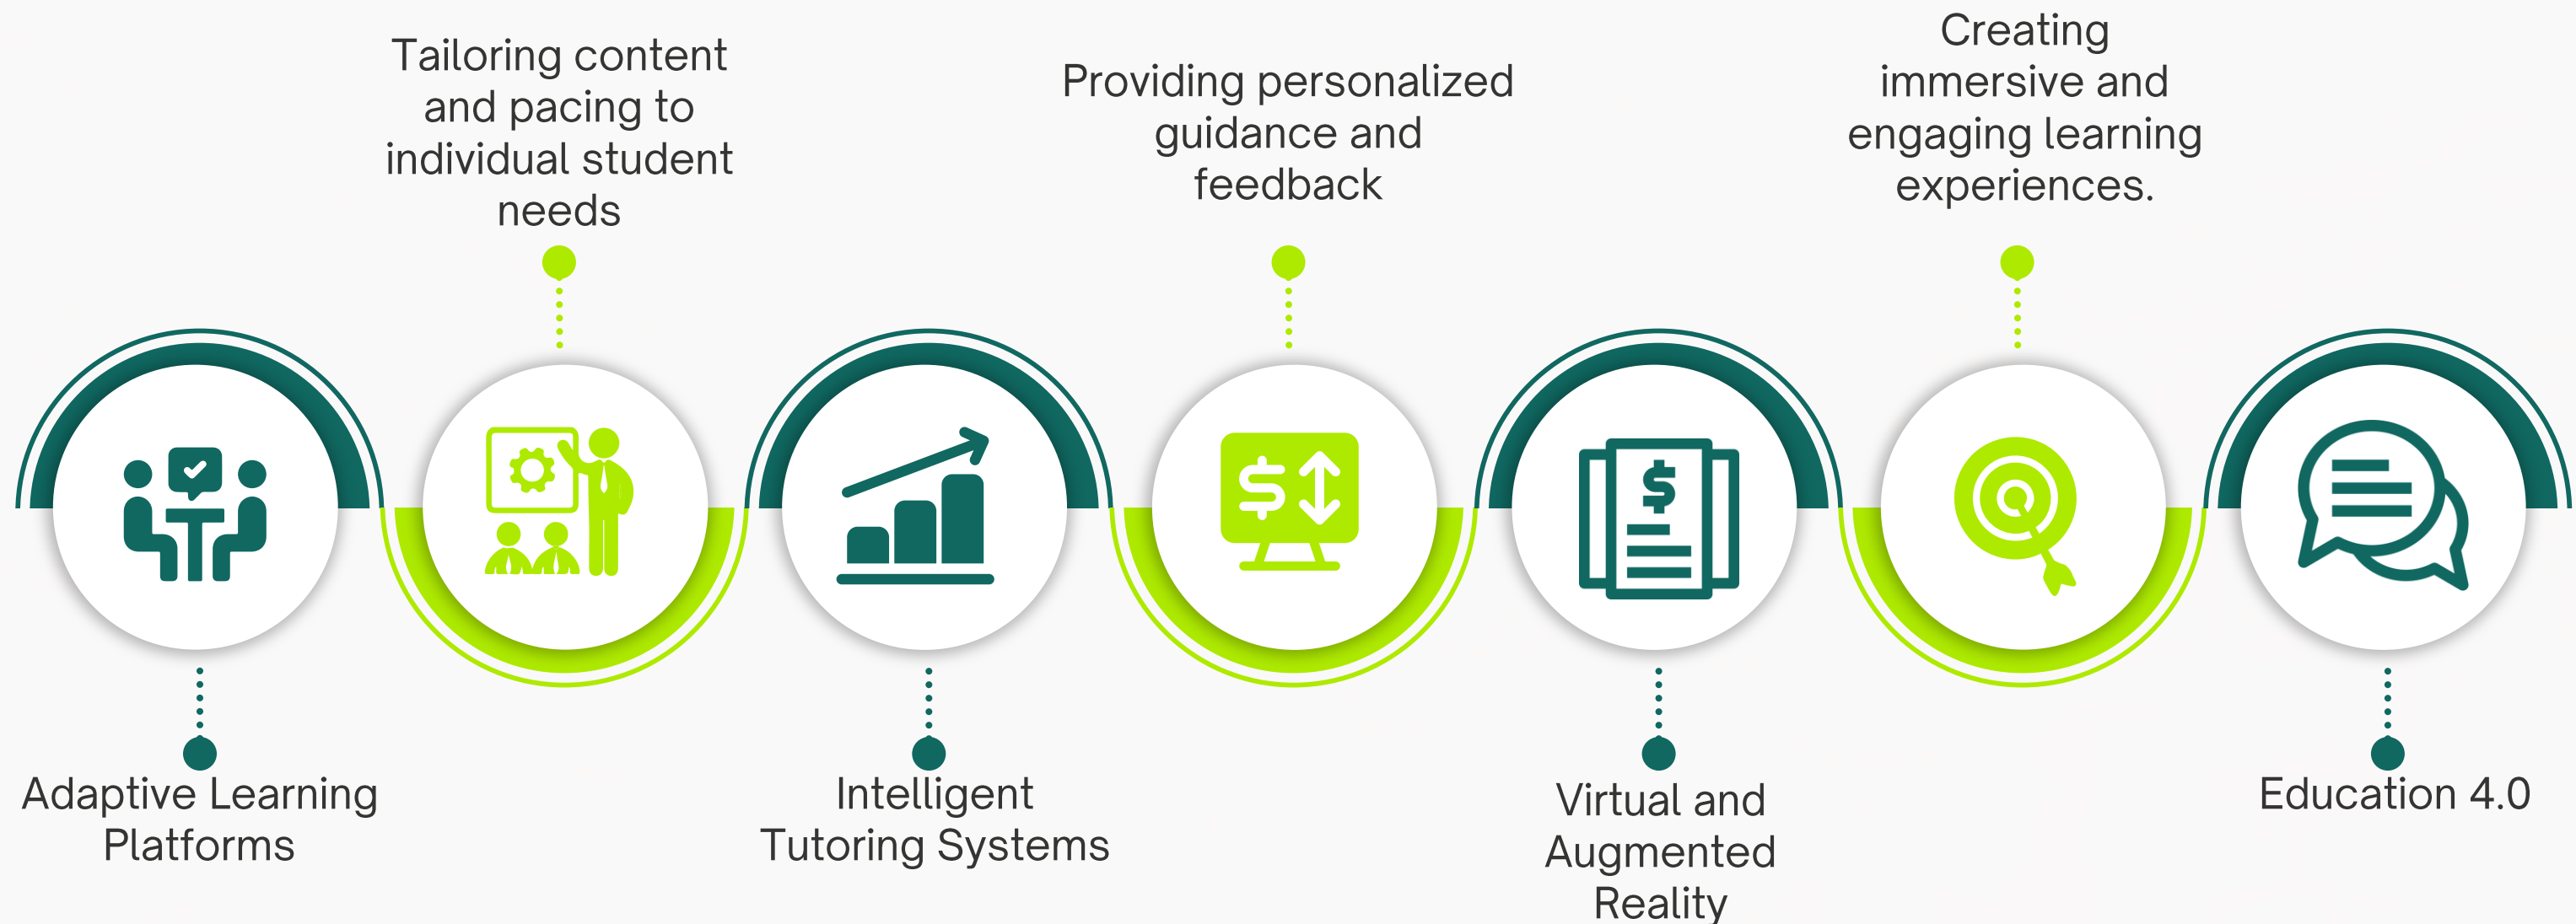 Adaptive Learning
Platforms
Tailoring content
and pacing to
individual student
needs
Intelligent
Tutoring Systems
Providing personalized
guidance and
feedback
Virtual and
Augmented
Reality
Creating
immersive and
engaging learning
experiences.
Education 4.0